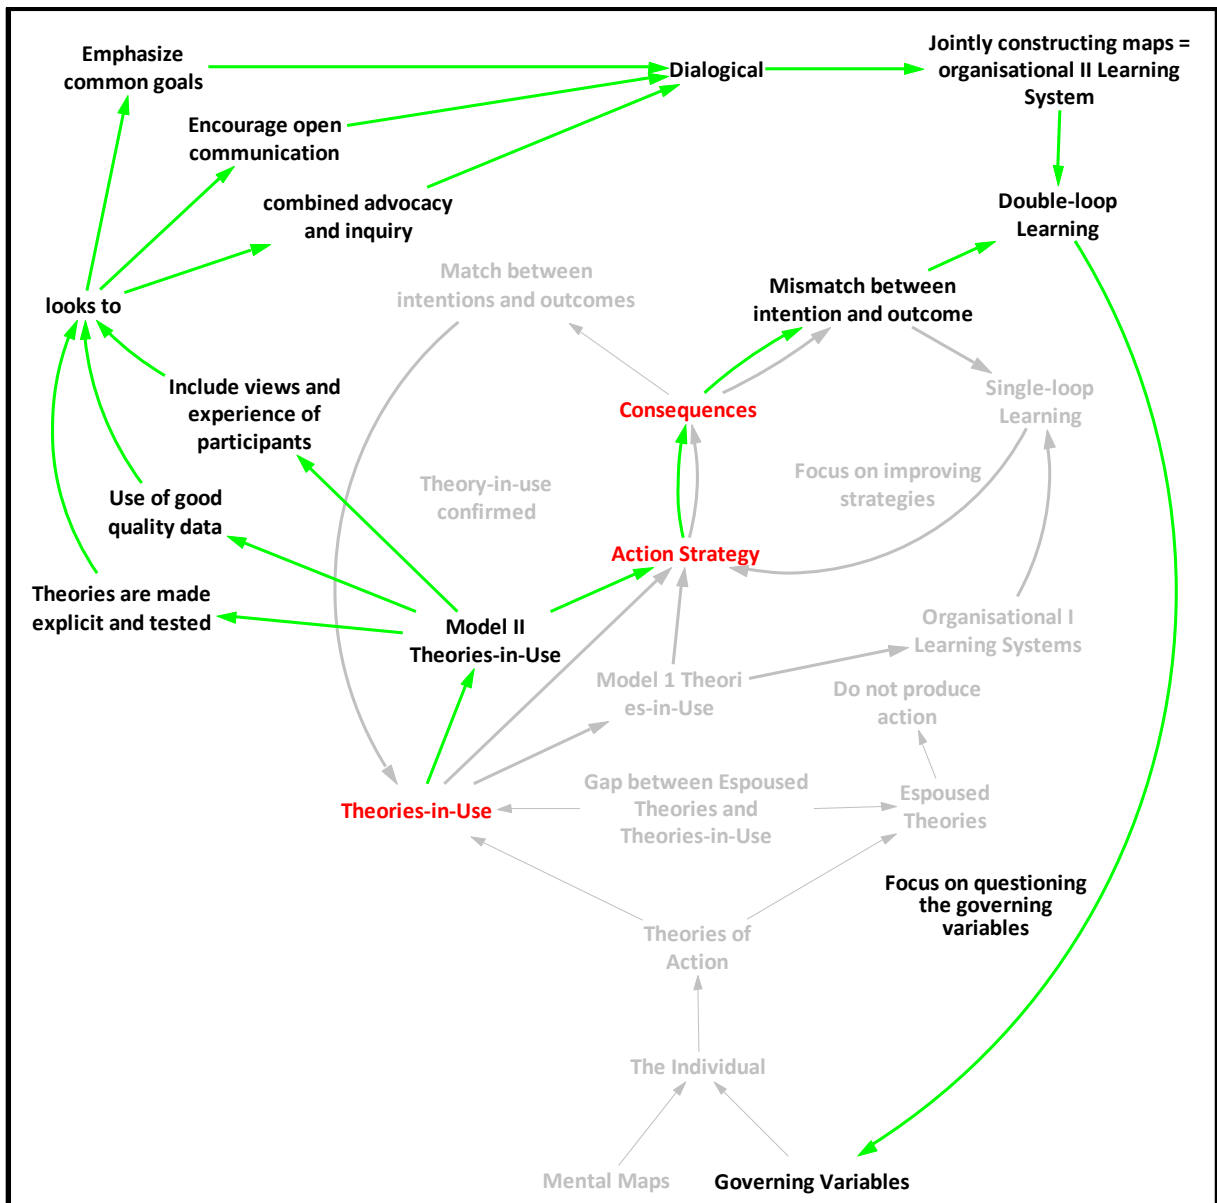 Emphasize
common goals
Dialogical
Jointly constructing maps =
organisational II Learning
System
Encourage open
communication
combined advocacy
and inquiry
Double-loop
Learning
Match between
intentions and outcomes
Mismatch between
intention and outcome
looks to
Include views and
experience of
participants
Consequences
Single-loop
Learning
Theory-in-use
confirmed
Focus on improving
strategies
Use of good
quality data
Action Strategy
Theories are made
explicit and tested
Model II
Theories-in-Use
Organisational I
Learning Systems
Model 1 Theori
es-in-Use
Do not produce
action
Theories-in-Use
Gap between Espoused
Theories and
Theories-in-Use
Espoused
Theories
Focus on questioning
the governing
variables
Theories of
Action
The Individual
Mental Maps
Governing Variables